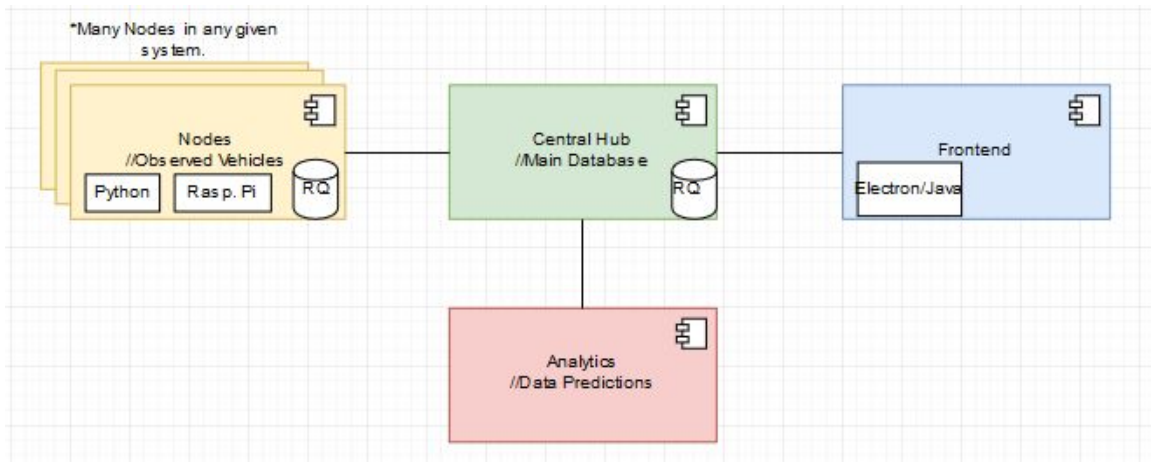 *Many Nodes in any given
system.
Nodes
//Observed Vehicles
Python
Rasp. Pi
RQ
Central Hub
//Main Database
RQ
Frontend
Electron/Java
Analytics
//Data Predictions